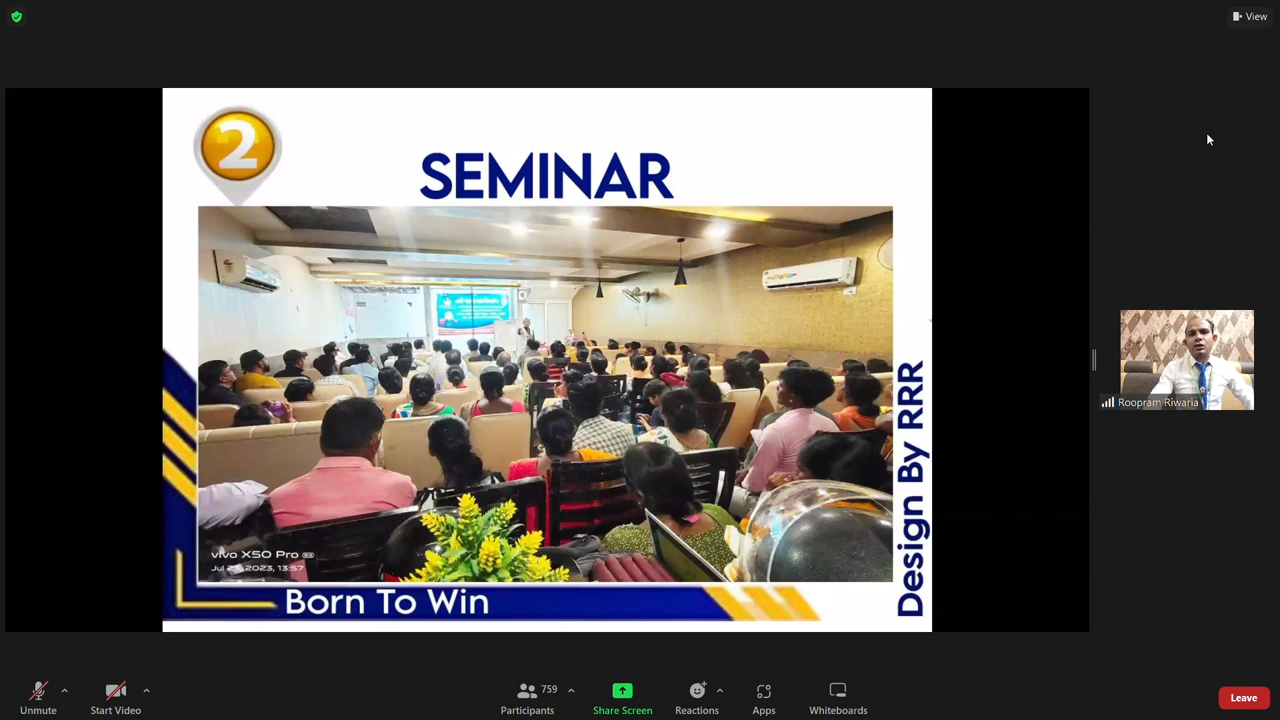 View
2
SEMINAR
vivo X50 Pro 5G
13:57
Born To Win
Design By RRR
Roopram Riwaria
Unmute
Start Video
759
Participants
Share Screen
Reactions
Apps
Whiteboards
Leave